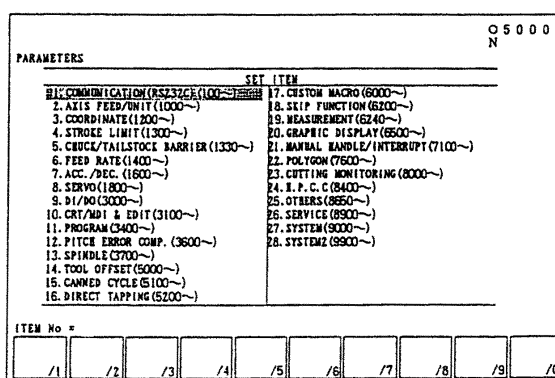 O 5000
N
PARAMETERS
SET ITEM
1. COMMUNICATION(RS232C)(100~)
2. AXIS FEED/UNIT(1000~)
3. COORDINATE(1200~)
4. STROKE LIMIT(1300~)
5. CHUCK/TAILSTOCK BARRIER(1330~)
6. FEED RATE(1400~)
7. ACC./DEC.(1600~)
8. SERVO(1800~)
9. DI/DO(3000~)
10. CRT/MDI & EDIT(3100~)
11. PROGRAM(3400~)
12. PITCH ERROR COMP.(3600~)
13. SPINDLE(3700~)
14. TOOL OFFSET(5000~)
15. CANNED CYCLE(5100~)
16. DIRECT TAPPING(5200~)
17. CUSTOM MACRO(6000~)
18. SKIP FUNCTION(6200~)
19. MEASUREMENT(6240~)
20. GRAPHIC DISPLAY(6500~)
21. MANUAL HANDLE/INTERRUPT(7100~)
22. POLYGON(7600~)
23. CUTTING MONITORING(8000~)
24. H.P.C.C(8400~)
25. OTHERS(8650~)
26. SERVICE(8900~)
27. SYSTEM(9000~)
28. SYSTEM2(9900~)
ITEM No =
/1 /2 /3 /4 /5 /6 /7 /8 /9 /0